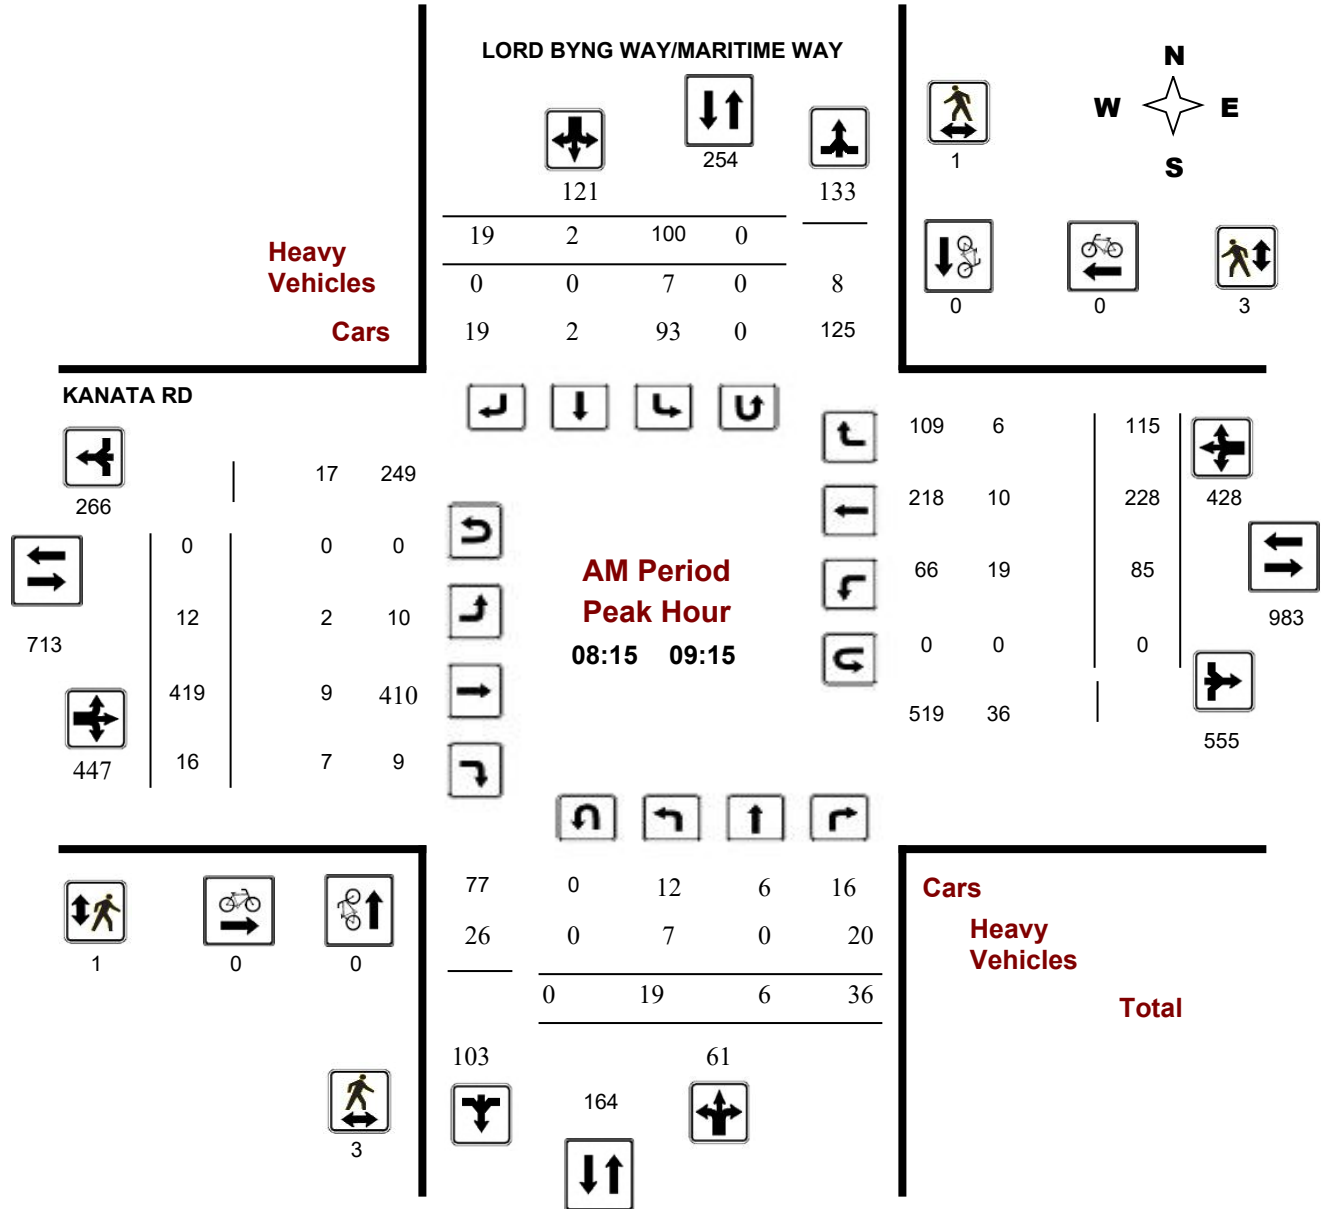 LORD BYNG WAY/MARITIME WAY
N
W E
S
254
1
121 133
19 2 100 0
Heavy
Vehicles
0 0 7 0 8
0 0 3
Cars
19 2 93 0 125
KANATA RD
109 6 115
17 249
266
218 10 228 428
0 0 0
AM Period
66 19 85
Peak Hour
12 2 10
983
713
08:15 09:15
0 0 0
419 9 410
519 36
555
447 16 7 9
77 0 12 6 16
Cars
26 0 7 0 20
Heavy
Vehicles
1 0 0
0 19 6 36
Total
103 61
164
3